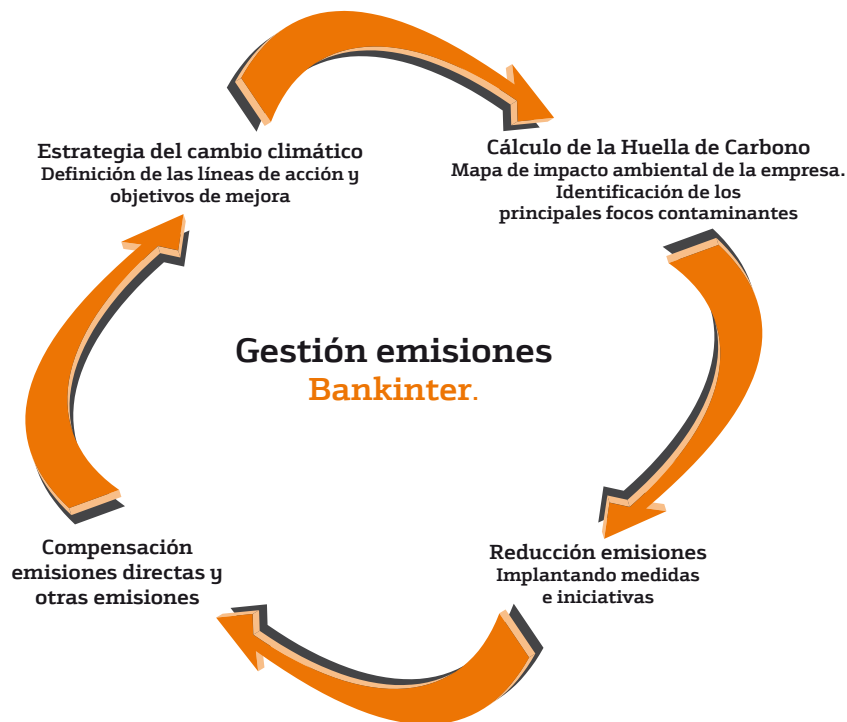 Estrategia del cambio climático
Definición de las líneas de acción y
objetivos de mejora
Cálculo de la Huella de Carbono
Mapa de impacto ambiental de la empresa.
Identificación de los
principales focos contaminantes
Gestión emisiones
Bankinter.
Compensación
emisiones directas y
otras emisiones
Reducción emisiones
Implantando medidas
e iniciativas